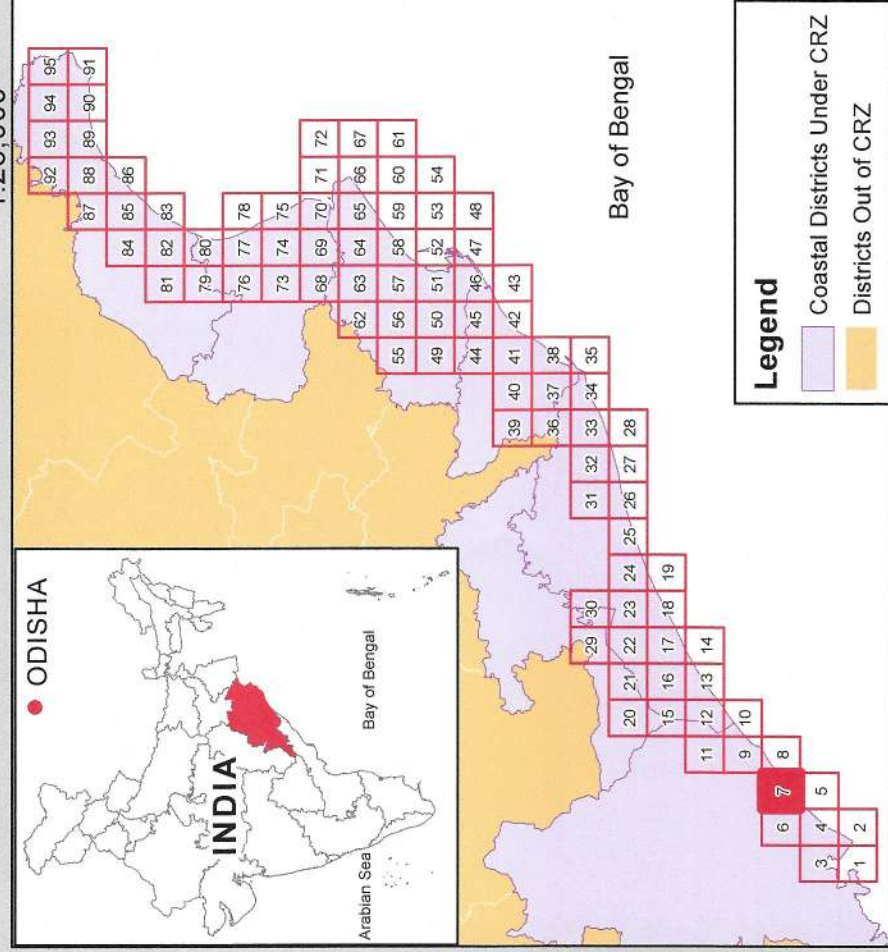 92 93 94 95
87 88 89 90 91
84 85 86
81 82 83
79 80
76 77 78
73 74 75
68 69 70 71 72
62 63 64 65 66 67
55 56 57 58 59 60 61
49 50 51 52 53 54
44 45 46 47 48
39 40 41 42 43
36 37 38
29 30 31 32 33 34 35
20 21 22 23 24 25 26 27 28
15 16 17 18 19
11 12 13 14
9 10
6 7 8
3 4 5
1 2
Bay of Bengal
ODISHA
INDIA
Arabian Sea
Bay of Bengal
Legend
Coastal Districts Under CRZ
Districts Out of CRZ